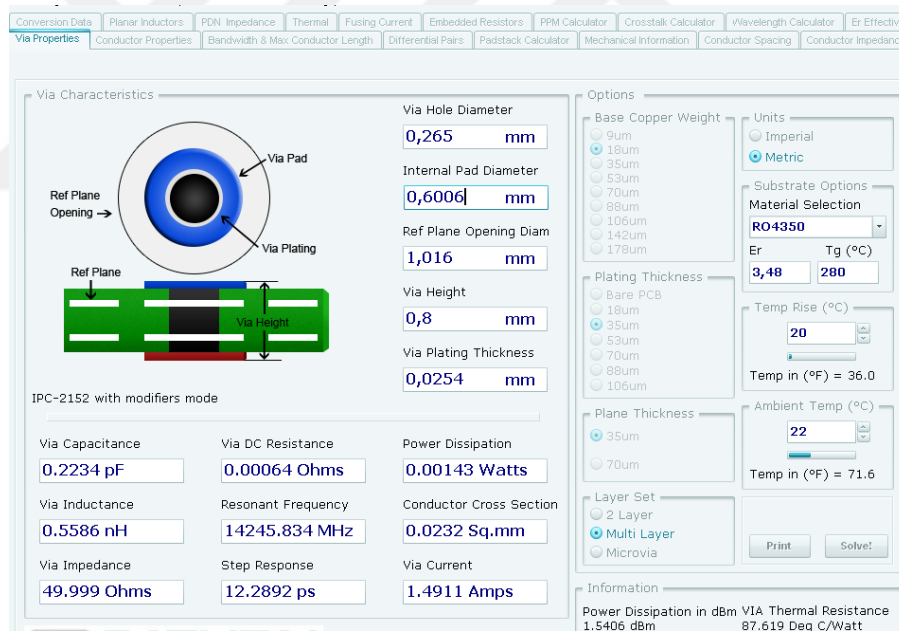 Conversion Data Planar Inductors PDN Impedance Thermal Fusing Current Embedded Resistors PPM Calculator Crosstalk Calculator Wavelength Calculator Er Effectiv
Via Properties Conductor Properties Bandwidth & Max Conductor Length Differential Pairs Padstack Calculator Mechanical Information Conductor Spacing Conductor Impedanc
Via Characteristics
Via Pad
Ref Plane
Opening
Via Plating
Ref Plane
Via Height
Via Hole Diameter
0,265 mm
Internal Pad Diameter
0,6006 mm
Ref Plane Opening Diam
1,016 mm
Via Height
0,8 mm
Via Plating Thickness
0,0254 mm
IPC-2152 with modifiers mode
Via Capacitance Via DC Resistance Power Dissipation
0.2234 pF 0.00064 Ohms 0.00143 Watts
Via Inductance Resonant Frequency Conductor Cross Section
0.5586 nH 14245.834 MHz 0.0232 Sq.mm
Via Impedance Step Response Via Current
49.999 Ohms 12.2892 ps 1.4911 Amps
Options
Base Copper Weight
9um
18um
35um
53um
70um
88um
106um
142um
178um
Plating Thickness
Bare PCB
18um
35um
53um
70um
88um
106um
Plane Thickness
35um
70um
Layer Set
2 Layer
Multi Layer
Microvia
Units
Imperial
Metric
Substrate Options
Material Selection
RO4350
Er Tg (°C)
3,48 280
Temp Rise (°C)
20
Temp in (°F) = 36.0
Ambient Temp (°C)
22
Temp in (°F) = 71.6
Print Solve!
Information
Power Dissipation in dBm VIA Thermal Resistance
1.5406 dBm 87.619 Deg C/Watt